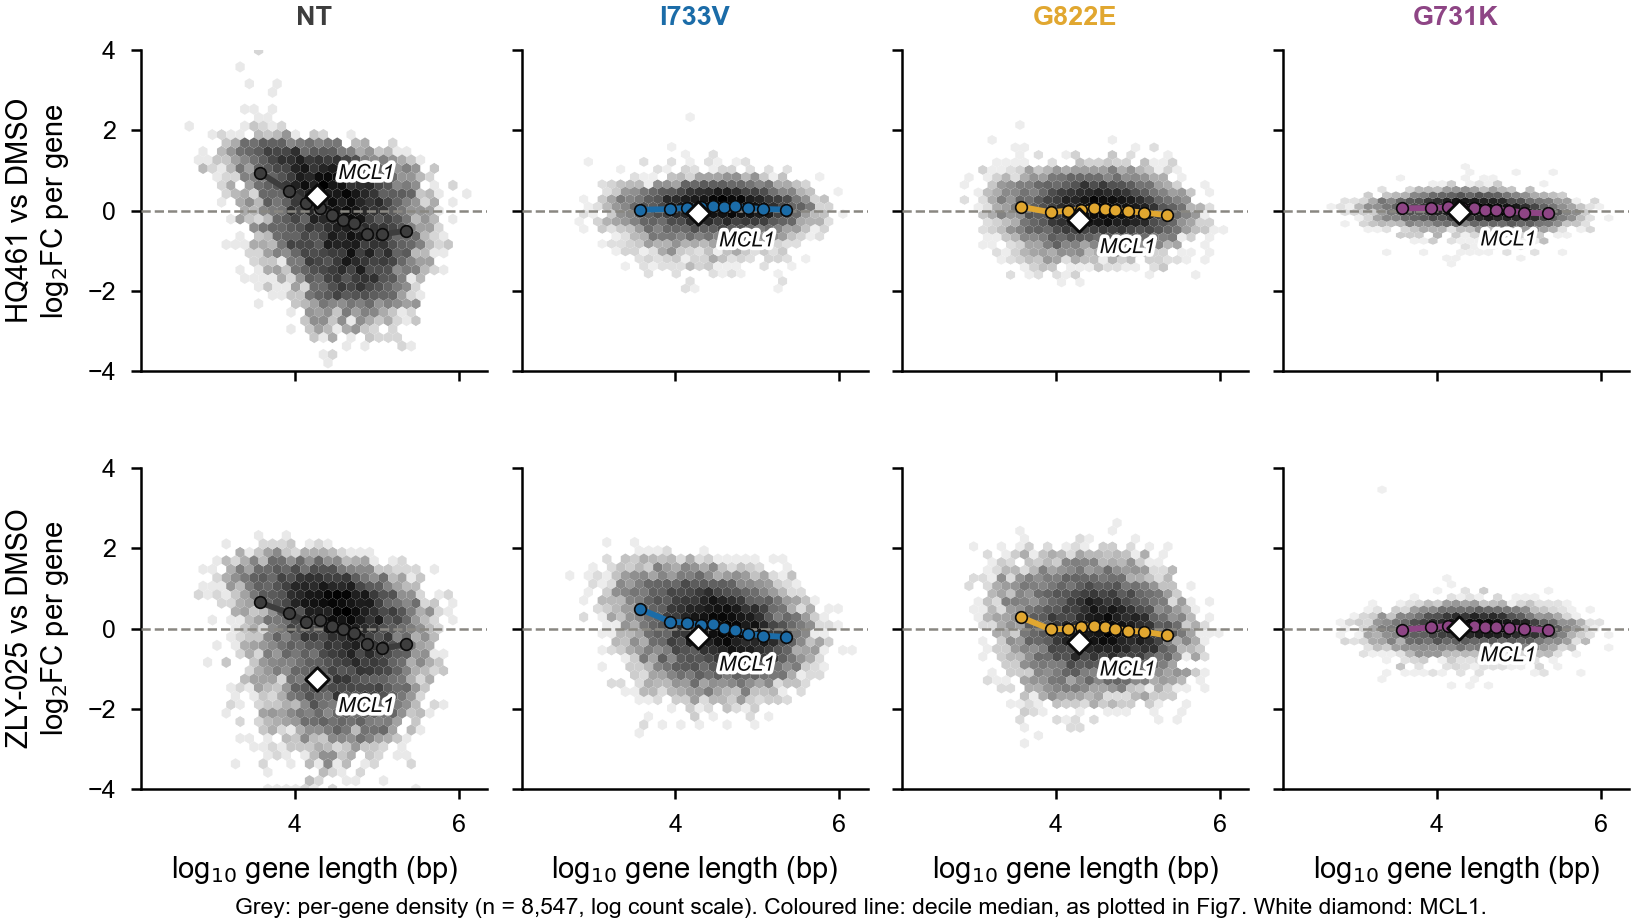 NT I733V G822E G731K
HQ461 vs DMSO
log₂FC per gene
4
2
0
−2
−4
MCL1 MCL1 MCL1 MCL1
ZLY-025 vs DMSO
log₂FC per gene
4
2
0
−2
−4
MCL1 MCL1 MCL1 MCL1
4 6 4 6 4 6 4 6
log₁₀ gene length (bp) log₁₀ gene length (bp) log₁₀ gene length (bp) log₁₀ gene length (bp)
Grey: per-gene density (n = 8,547, log count scale). Coloured line: decile median, as plotted in Fig7. White diamond: MCL1.